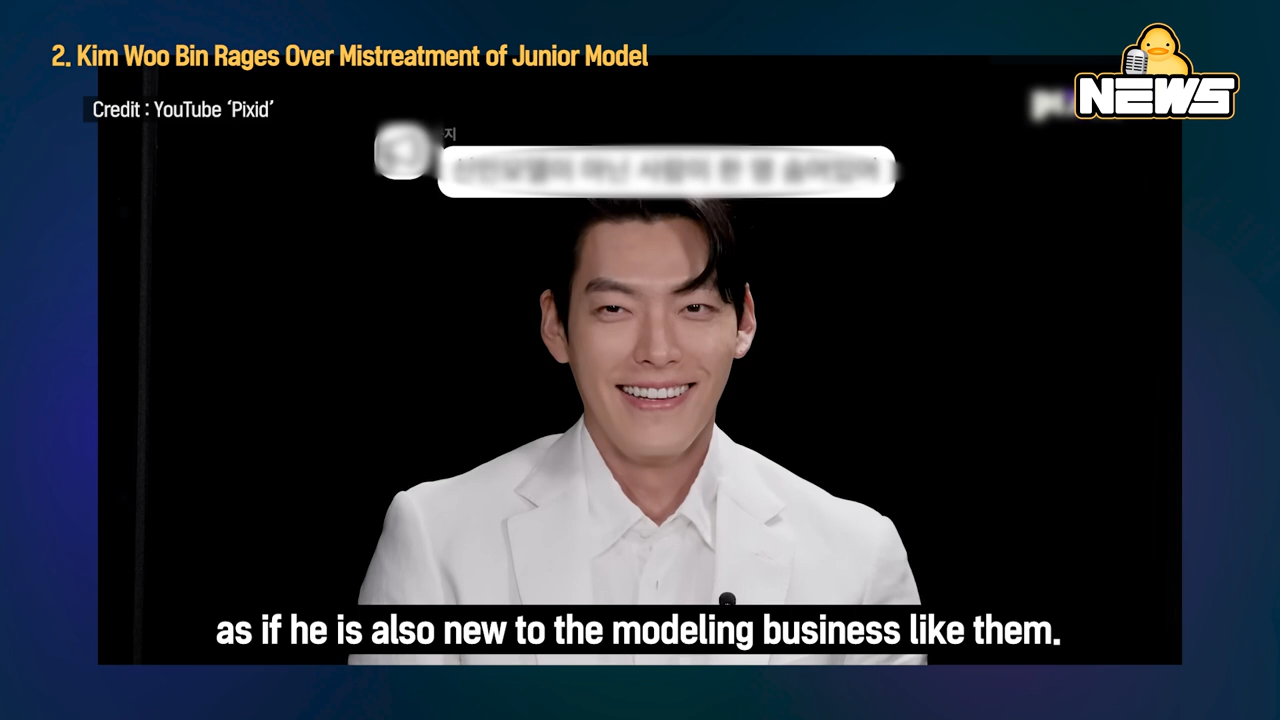 2. Kim Woo Bin Rages Over Mistreatment of Junior Model
NEWS
Credit : YouTube ‘Pixid’
as if he is also new to the modeling business like them.